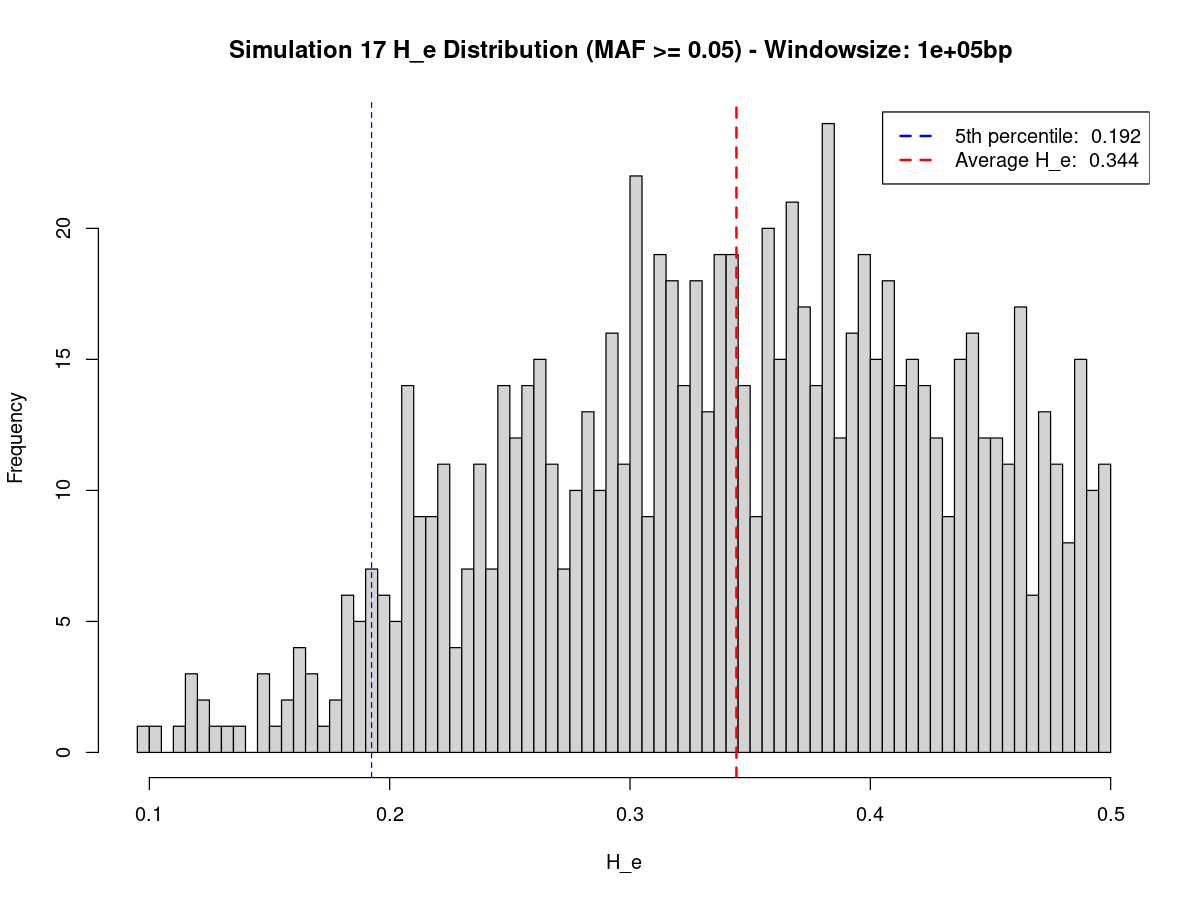 Simulation 17 H_e Distribution (MAF >= 0.05) - Windowsize: 1e+05bp
5th percentile:  0.192
Average H_e:  0.344
Frequency
20
15
10
5
0
0.1
0.2
0.3
0.4
0.5
H_e